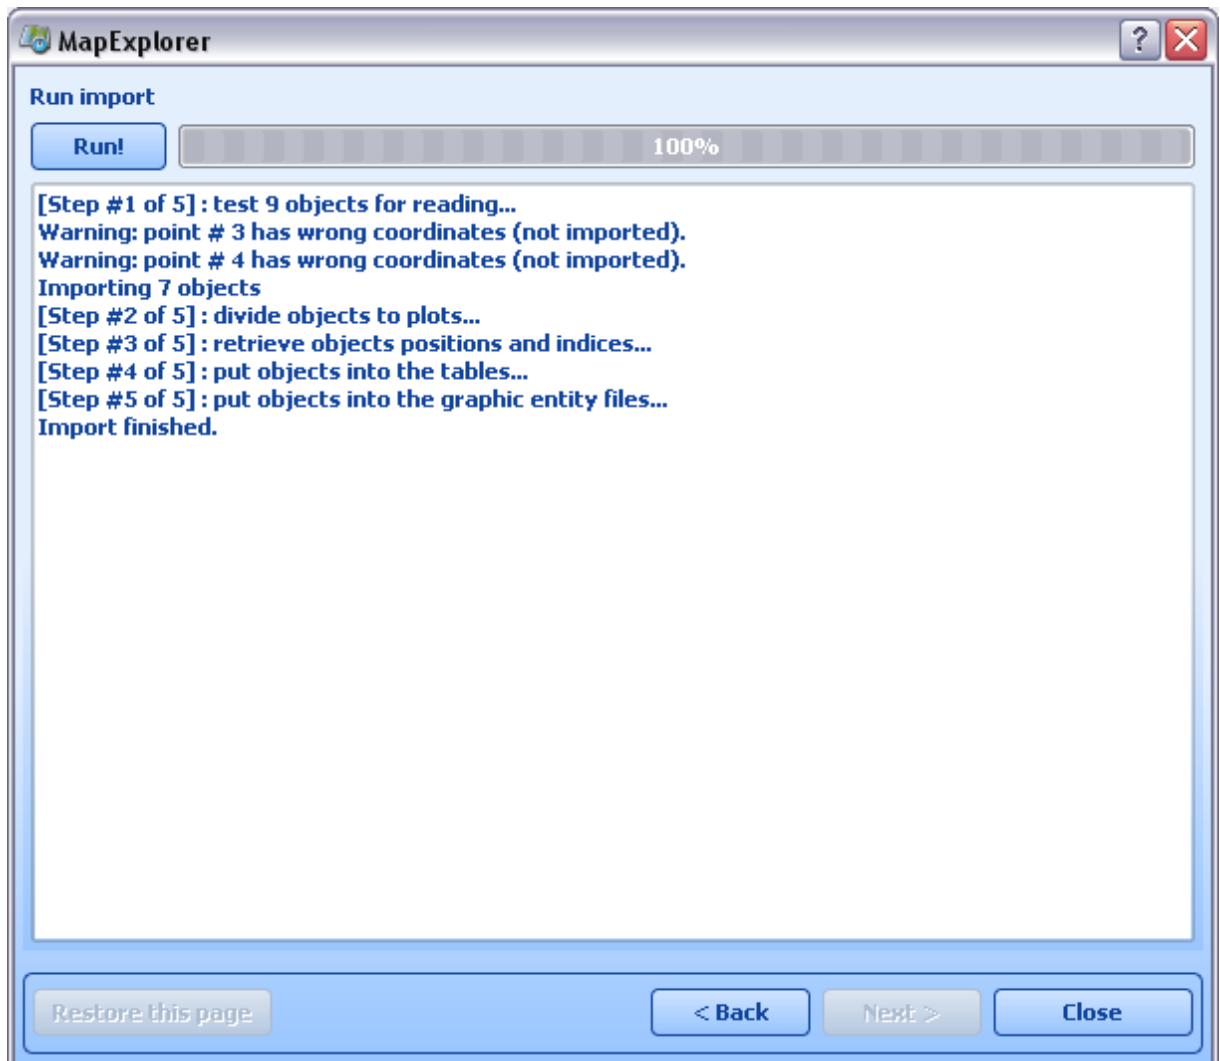 MapExplorer
?
Run import
Run!
100%
[Step #1 of 5] : test 9 objects for reading...
Warning: point # 3 has wrong coordinates (not imported).
Warning: point # 4 has wrong coordinates (not imported).
Importing 7 objects
[Step #2 of 5] : divide objects to plots...
[Step #3 of 5] : retrieve objects positions and indices...
[Step #4 of 5] : put objects into the tables...
[Step #5 of 5] : put objects into the graphic entity files...
Import finished.
Restore this page
< Back
Next >
Close